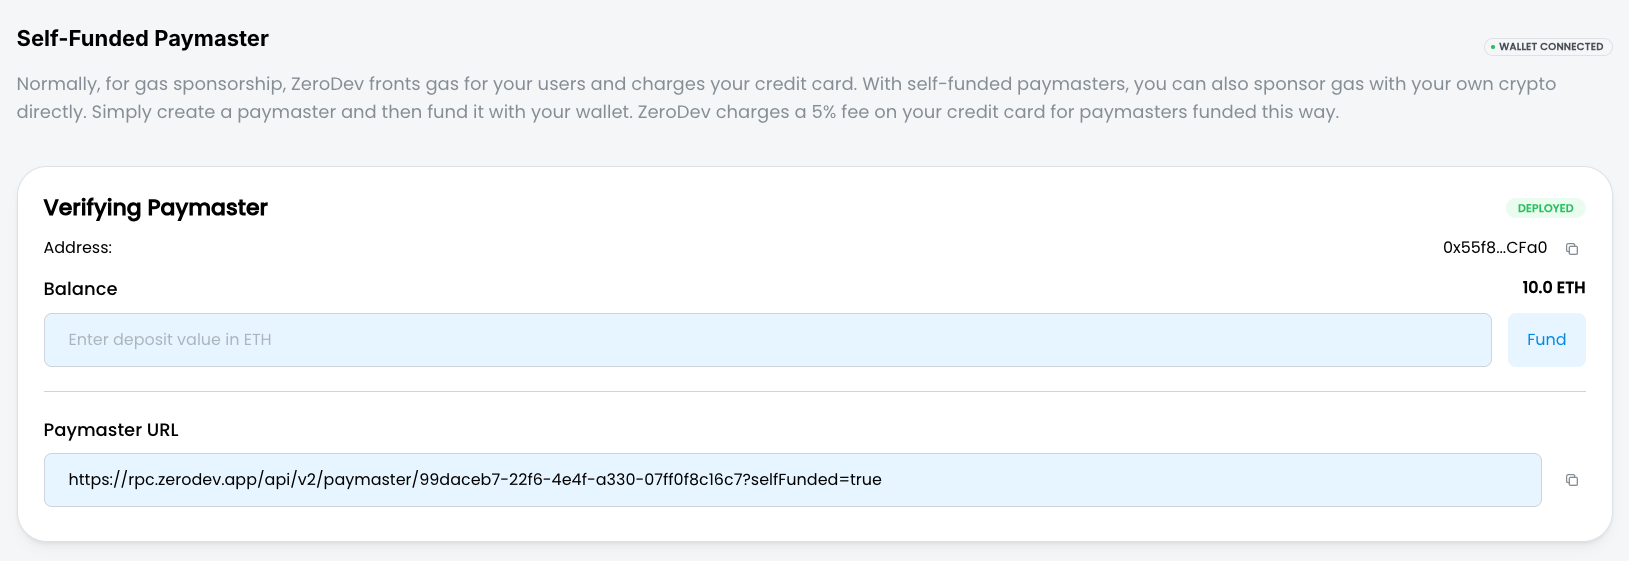 Self-Funded Paymaster
WALLET CONNECTED
Normally, for gas sponsorship, ZeroDev fronts gas for your users and charges your credit card. With self-funded paymasters, you can also sponsor gas with your own crypto
directly. Simply create a paymaster and then fund it with your wallet. ZeroDev charges a 5% fee on your credit card for paymasters funded this way.
Verifying Paymaster
DEPLOYED
Address:
0x55f8...CFa0
Balance
10.0 ETH
Enter deposit value in ETH
Fund
Paymaster URL
https://rpc.zerodev.app/api/v2/paymaster/99daceb7-22f6-4e4f-a330-07ff0f8c16c7?selfFunded=true